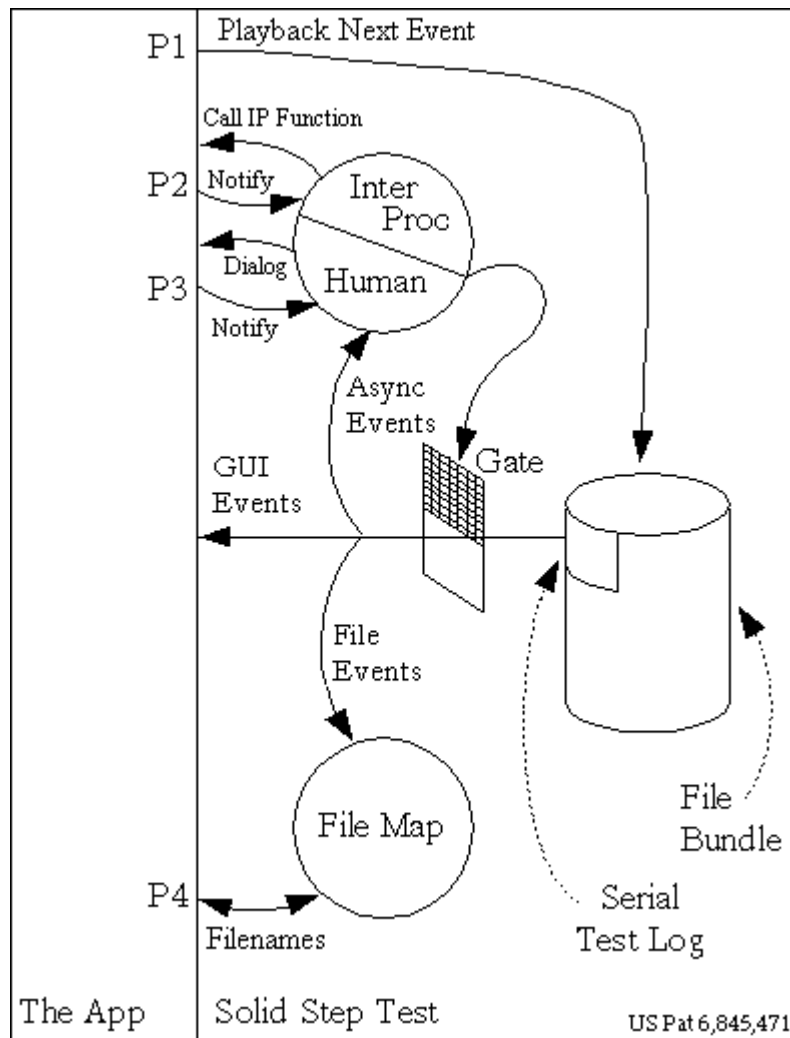 P1
Playback Next Event
Call IP Function
P2
Notify
Inter
Proc
Dialog
Human
P3
Notify
Async
Events
Gate
GUI
Events
File
Events
File Map
File
Bundle
P4
Filenames
Serial
Test Log
The App
Solid Step Test
US Pat 6,845,471